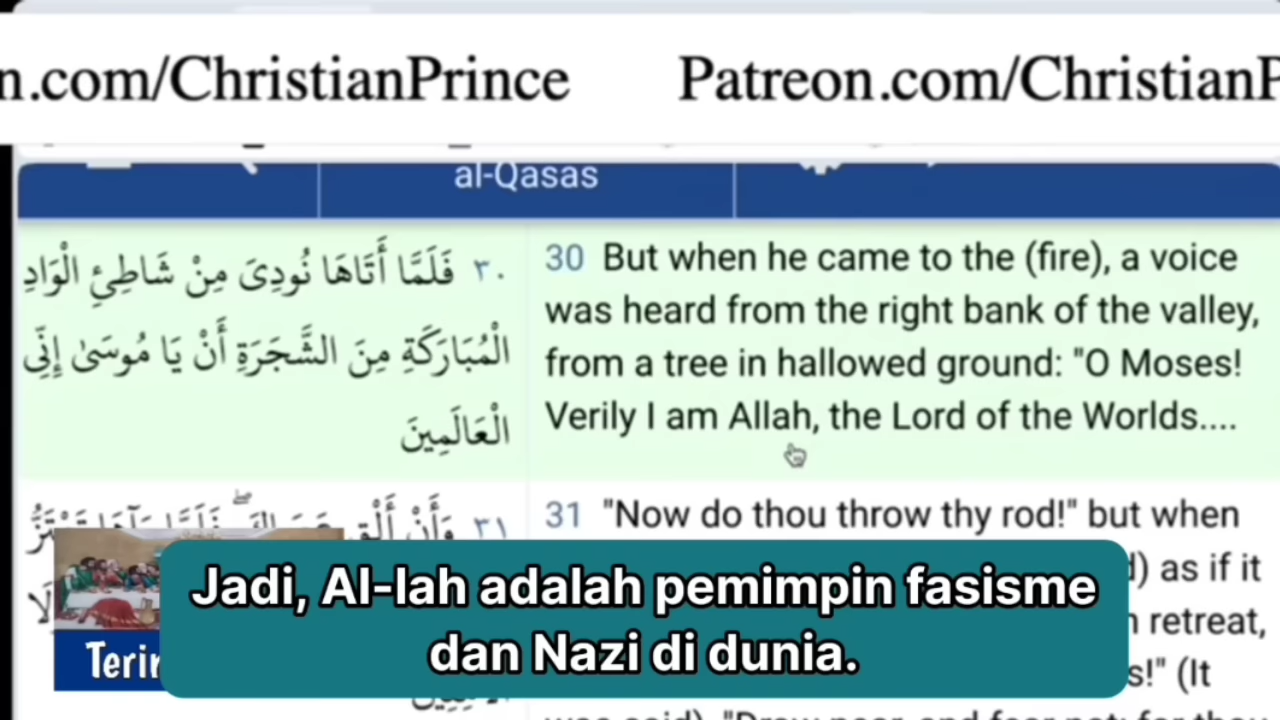 n.com/ChristianPrince Patreon.com/ChristianP
al-Qasas
٣٠ فَلَمَّا أَتَاهَا نُودِىَ مِنْ شَاطِئِ الْوَادِ
الْمُبَارَكَةِ مِنَ الشَّجَرَةِ أَنْ يَا مُوسَىٰ إِنِّى
الْعَالَمِينَ
30 But when he came to the (fire), a voice
was heard from the right bank of the valley,
from a tree in hallowed ground: "O Moses!
Verily I am Allah, the Lord of the Worlds....
٣١ وَأَنْ أَلْقِ
31 "Now do thou throw thy rod!" but when
as if it
retreat,
(It
Jadi, Al-lah adalah pemimpin fasisme
dan Nazi di dunia.